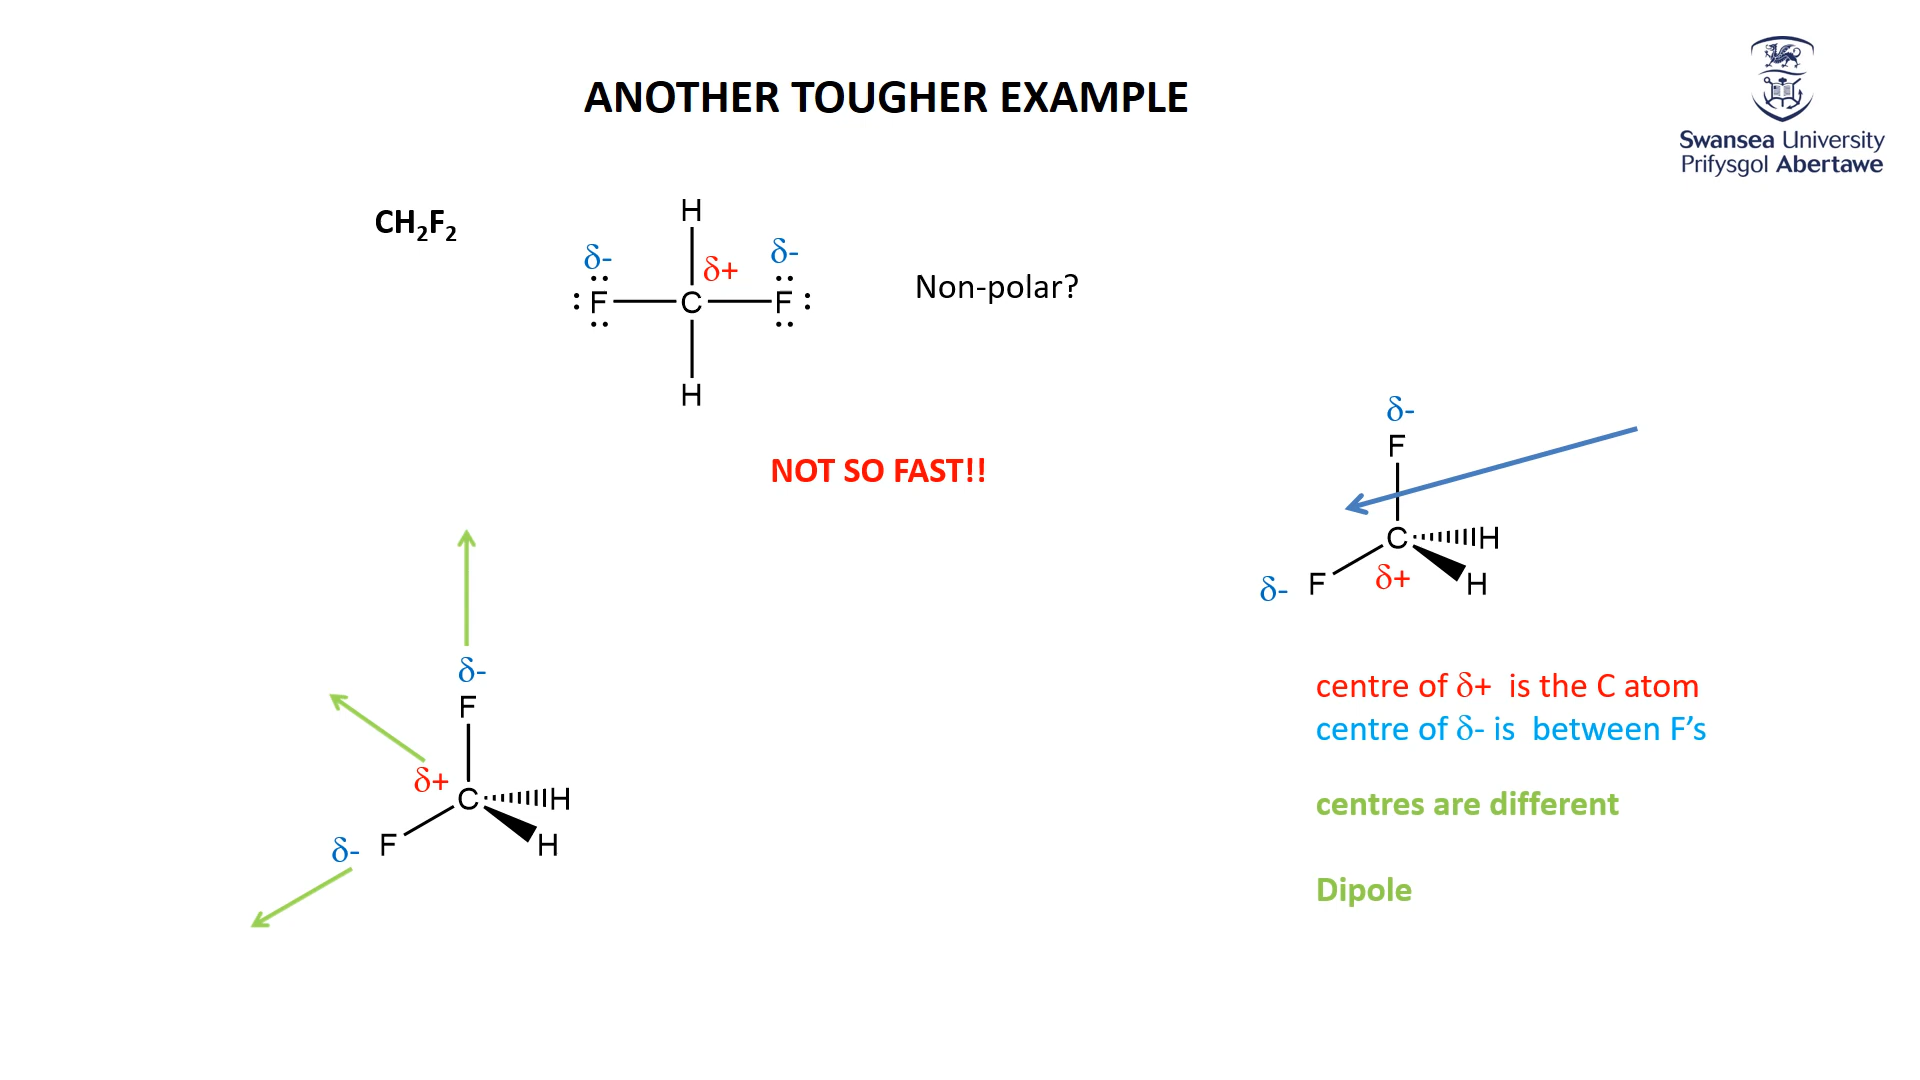 ANOTHER TOUGHER EXAMPLE
Swansea University
Prifysgol Abertawe
CH₂F₂
H
δ- δ+ δ-
:F C F:
H
Non-polar?
NOT SO FAST!!
δ-
F
C H
δ- F δ+ H
δ-
F
δ+ C H
δ- F H
centre of δ+ is the C atom
centre of δ- is between F’s
centres are different
Dipole